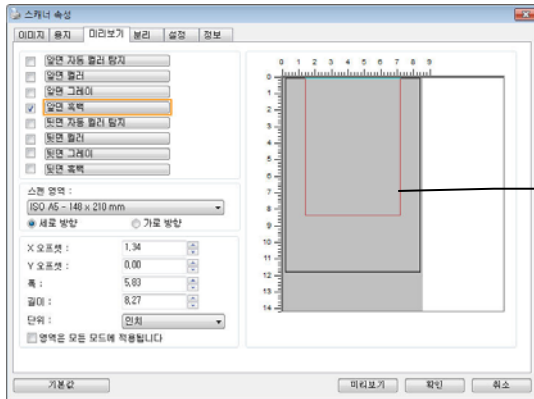 스캐너 속성
이미지 용지 미리보기 분리 설정 정보
앞면 자동 컬러 탐지
앞면 컬러
앞면 그레이
앞면 흑백
뒷면 자동 컬러 탐지
뒷면 컬러
뒷면 그레이
뒷면 흑백
스캔 영역 :
ISO A5 - 148 x 210 mm
세로 방향 가로 방향
X 오프셋 : 1,34
Y 오프셋 : 0,00
폭 : 5,83
길이 : 8,27
단위 : 인치
영역은 모든 모드에 적용됩니다
0 1 2 3 4 5 6 7 8 9
0
1
2
3
4
5
6
7
8
9
10
11
12
13
14
기본값 미리보기 확인 취소